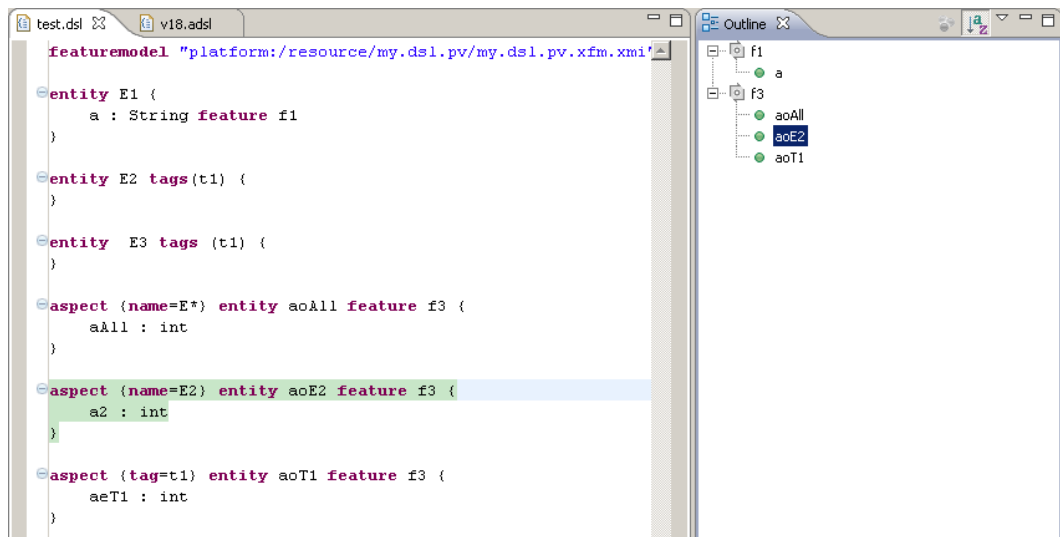 test.dsl
v18.adsl
featuremodel "platform:/resource/my.dsl.pv/my.dsl.pv.xfm.xmi"
entity E1 {
a : String feature f1
}
entity E2 tags(t1) {
}
entity E3 tags (t1) {
}
aspect (name=E*) entity aoAll feature f3 {
aAll : int
}
aspect (name=E2) entity aoE2 feature f3 {
a2 : int
}
aspect (tag=t1) entity aoT1 feature f3 {
aeT1 : int
}
Outline
f1
a
f3
aoAll
aoE2
aoT1